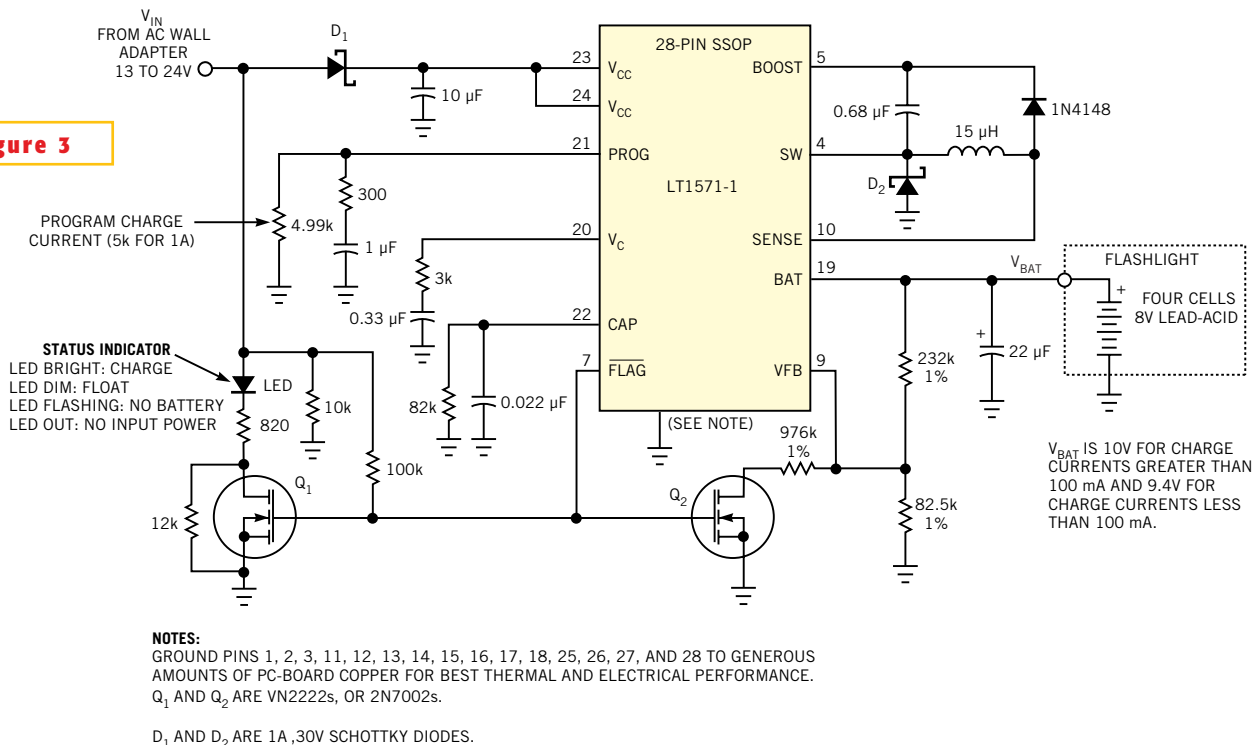 V_IN
FROM AC WALL
ADAPTER
13 TO 24V
D1
10 µF
gure 3
28-PIN SSOP
23
V_CC
24
V_CC
21
PROG
LT1571-1
20
V_C
22
CAP
7
FLAG
5
BOOST
4
SW
10
SENSE
19
BAT
9
VFB
(SEE NOTE)
0.68 µF
1N4148
15 µH
D2
PROGRAM CHARGE
CURRENT (5k FOR 1A)
4.99k
300
1 µF
3k
0.33 µF
82k
0.022 µF
V_BAT
FLASHLIGHT
+
FOUR CELLS
8V LEAD-ACID
232k
1%
+
22 µF
STATUS INDICATOR
LED BRIGHT: CHARGE
LED DIM: FLOAT
LED FLASHING: NO BATTERY
LED OUT: NO INPUT POWER
LED
820
10k
100k
12k
Q1
Q2
976k
1%
82.5k
1%
V_BAT IS 10V FOR CHARGE
CURRENTS GREATER THAN
100 mA AND 9.4V FOR
CHARGE CURRENTS LESS
THAN 100 mA.
NOTES:
GROUND PINS 1, 2, 3, 11, 12, 13, 14, 15, 16, 17, 18, 25, 26, 27, AND 28 TO GENEROUS
AMOUNTS OF PC-BOARD COPPER FOR BEST THERMAL AND ELECTRICAL PERFORMANCE.
Q1 AND Q2 ARE VN2222s, OR 2N7002s.
D1 AND D2 ARE 1A ,30V SCHOTTKY DIODES.